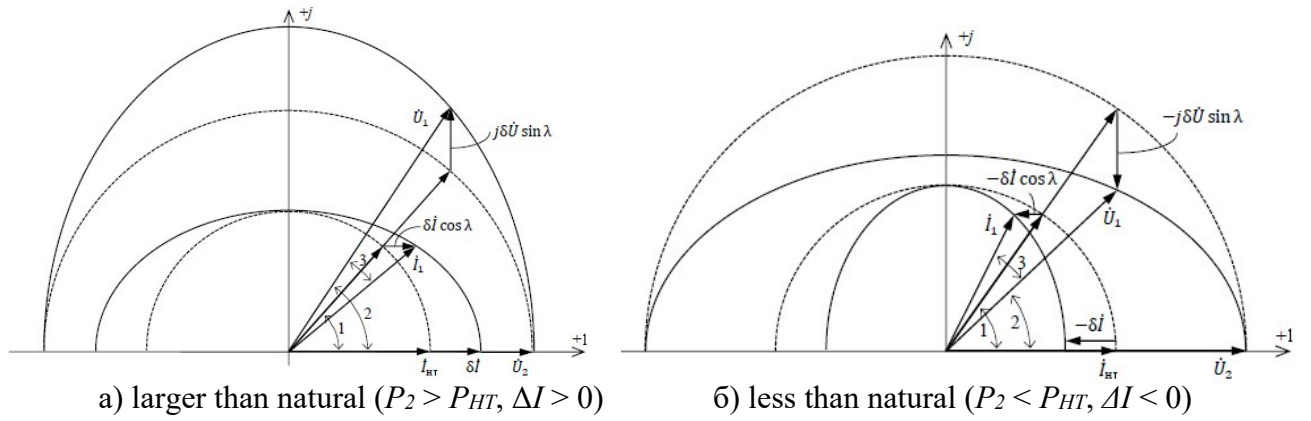 +j
U̇₁
jδU̇ sin λ
δİ cos λ
İ₁
3
2
1
+1
İнт
δİ
U̇₂
+j
−jδU̇ sin λ
−δİ cos λ
İ₁
U̇₁
3
1
2
−δİ
+1
İнт
U̇₂
а) larger than natural (P₂ > PНТ, ΔI > 0)
б) less than natural (P₂ < PНТ, ΔI < 0)